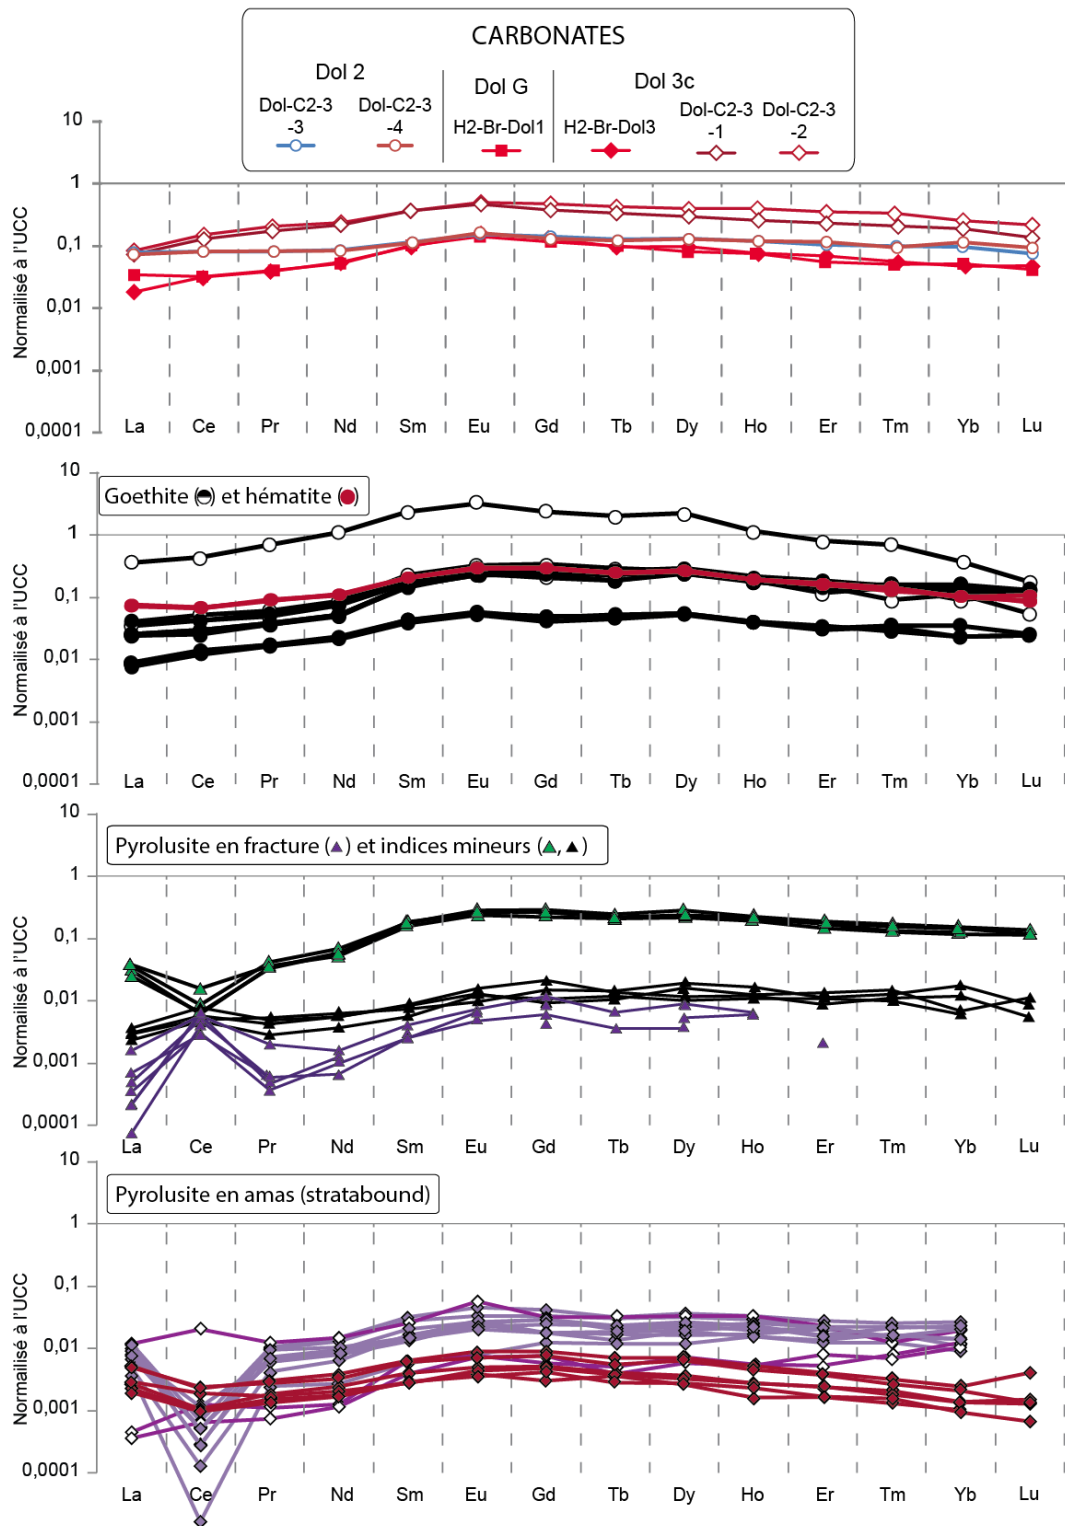 CARBONATES
Dol 2
Dol G
Dol 3c
Dol-C2-3
-3
Dol-C2-3
-4
H2-Br-Dol1
H2-Br-Dol3
Dol-C2-3
-1
Dol-C2-3
-2
Normailisé à l'UCC
10
1
0,1
0,01
0,001
0,0001
La Ce Pr Nd Sm Eu Gd Tb Dy Ho Er Tm Yb Lu
Goethite ( ) et hématite ( )
Normailisé à l'UCC
10
1
0,1
0,01
0,001
0,0001
La Ce Pr Nd Sm Eu Gd Tb Dy Ho Er Tm Yb Lu
Pyrolusite en fracture ( ) et indices mineurs ( , )
Normailisé à l'UCC
10
1
0,1
0,01
0,001
0,0001
La Ce Pr Nd Sm Eu Gd Tb Dy Ho Er Tm Yb Lu
Pyrolusite en amas (stratabound)
Normailisé à l'UCC
10
1
0,1
0,01
0,001
0,0001
La Ce Pr Nd Sm Eu Gd Tb Dy Ho Er Tm Yb Lu